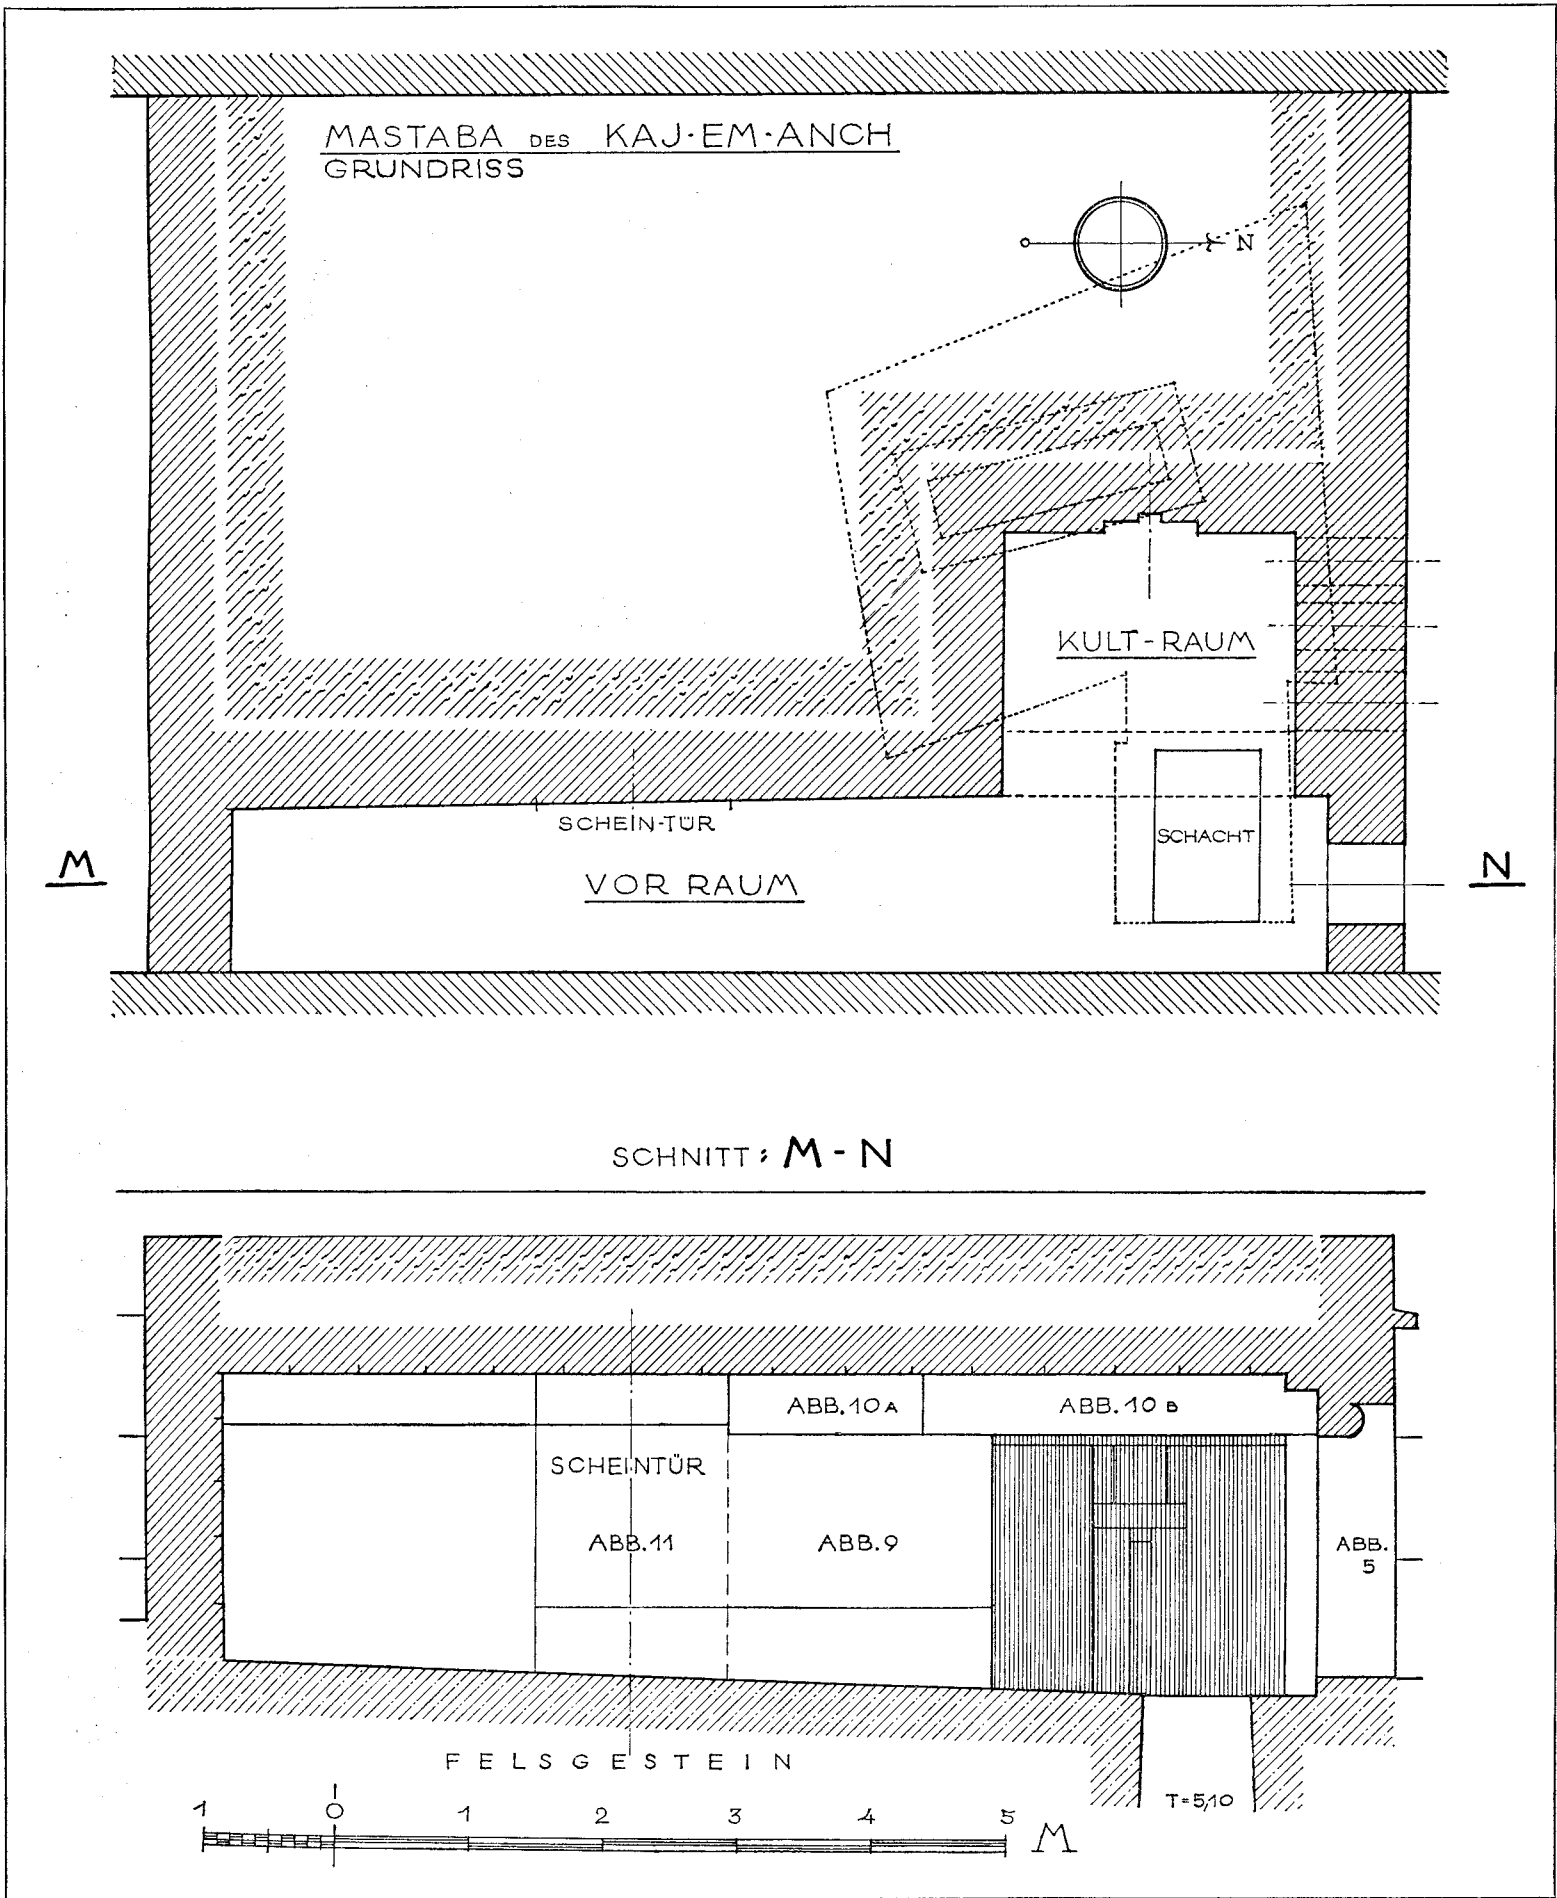 MASTABA DES KAJ·EM·ANCH
GRUNDRISS
N
KULT-RAUM
SCHEIN-TÜR
SCHACHT
M
VOR RAUM
N
SCHNITT: M-N
ABB. 10 A
ABB. 10 B
SCHEINTÜR
ABB. 11
ABB. 9
ABB.
5
FELSGESTEIN
T=5,10
1 0 1 2 3 4 5 M